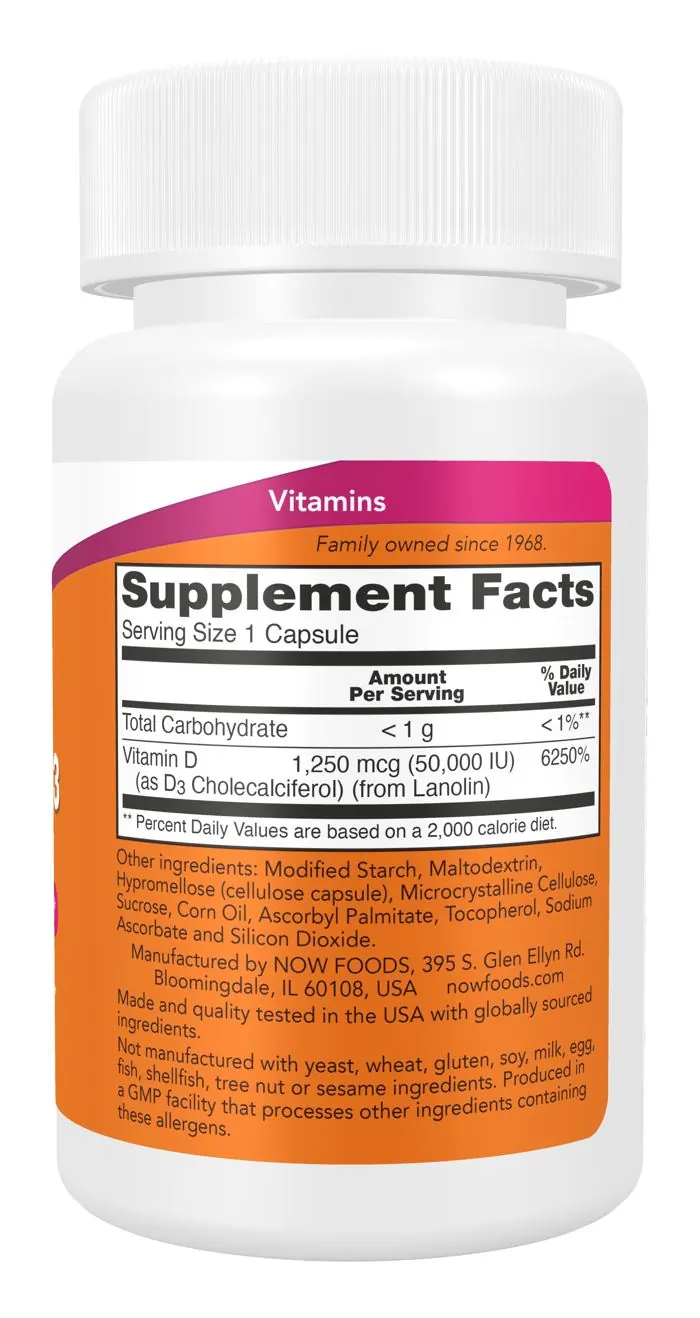 Vitamins
Family owned since 1968.
Supplement Facts
Serving Size 1 Capsule
Amount Per Serving
% Daily Value
Total Carbohydrate < 1 g < 1%**
Vitamin D 1,250 mcg (50,000 IU) 6250%
(as D3 Cholecalciferol) (from Lanolin)
** Percent Daily Values are based on a 2,000 calorie diet.
Other ingredients: Modified Starch, Maltodextrin,
Hypromellose (cellulose capsule), Microcrystalline Cellulose,
Sucrose, Corn Oil, Ascorbyl Palmitate, Tocopherol, Sodium
Ascorbate and Silicon Dioxide.
Manufactured by NOW FOODS, 395 S. Glen Ellyn Rd.
Bloomingdale, IL 60108, USA nowfoods.com
Made and quality tested in the USA with globally sourced
ingredients.
Not manufactured with yeast, wheat, gluten, soy, milk, egg,
fish, shellfish, tree nut or sesame ingredients. Produced in
a GMP facility that processes other ingredients containing
these allergens.
3